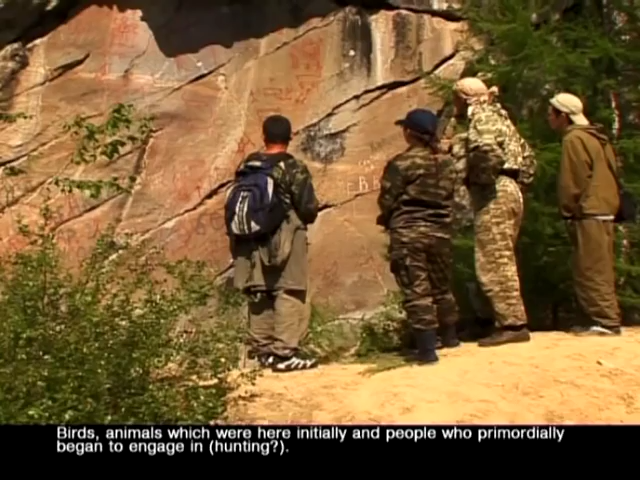 Birds, animals which were here initially and people who primordially
began to engage in (hunting?).